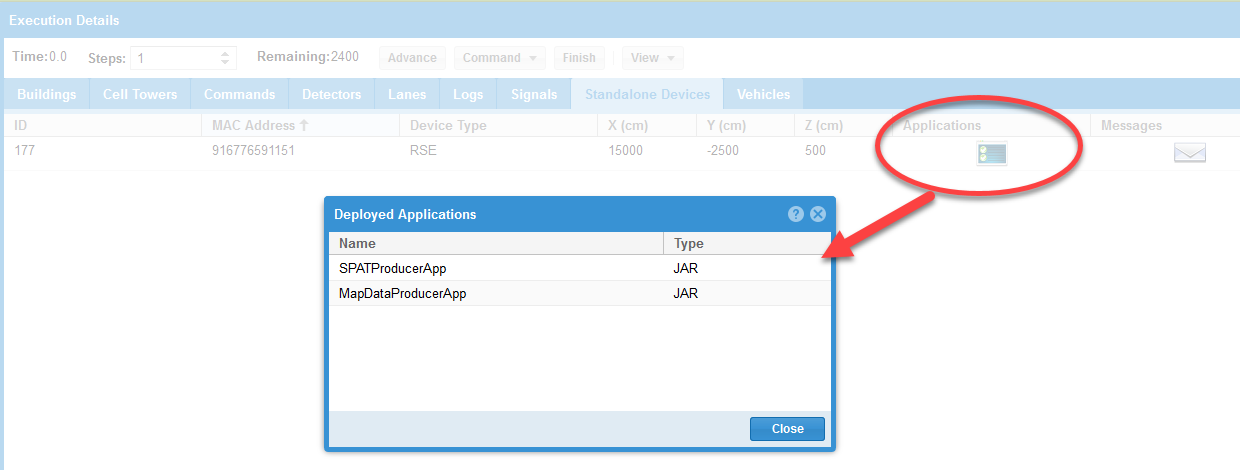 Execution Details
Time:0.0 Steps: 1 Remaining:2400 Advance Command Finish View
Buildings Cell Towers Commands Detectors Lanes Logs Signals Standalone Devices Vehicles
ID MAC Address Device Type X (cm) Y (cm) Z (cm) Applications Messages
177 916776591151 RSE 15000 -2500 500
Deployed Applications ?
Name Type
SPATProducerApp JAR
MapDataProducerApp JAR
Close